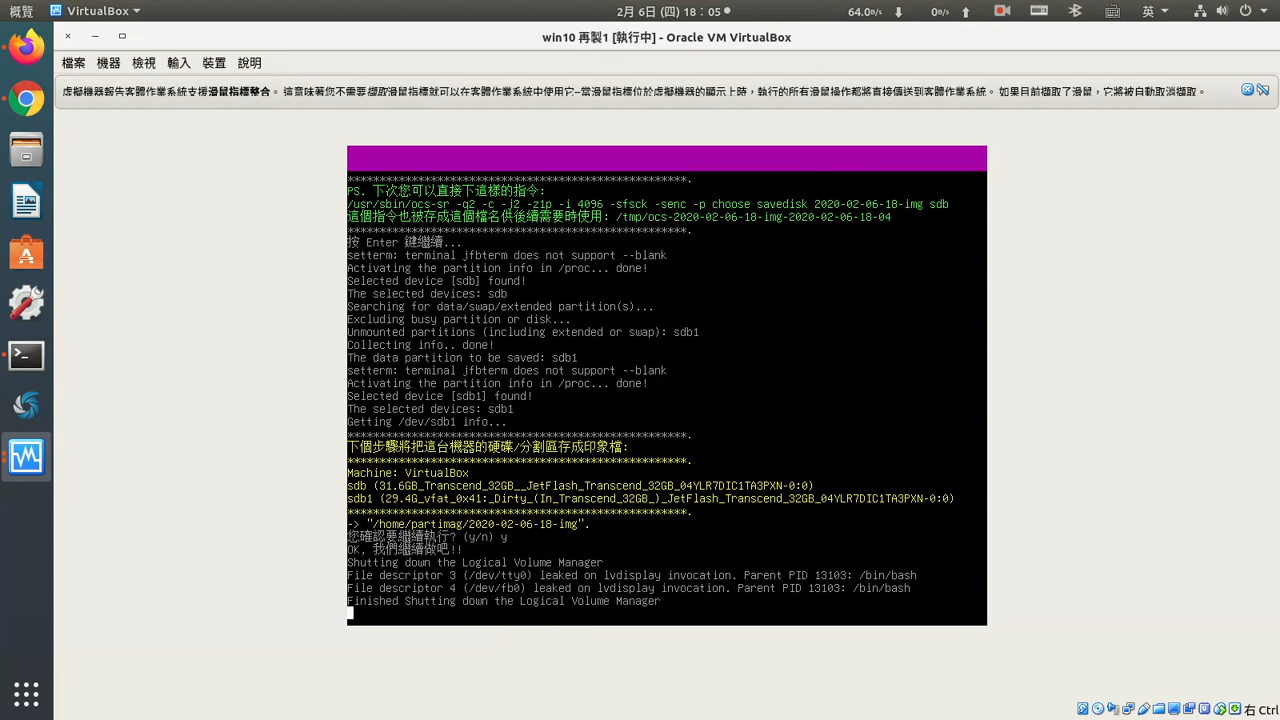 概覽 VirtualBox 2月 6日(四) 18：05 64.0B/s 0B/s 英
win10 再製1 [執行中] - Oracle VM VirtualBox
檔案 機器 檢視 輸入 裝置 說明
虛擬機器報告客體作業系統支援滑鼠指標整合。 這意味著您不需要擷取滑鼠指標就可以在客體作業系統中使用它--當滑鼠指標位於虛擬機器的顯示上時，執行的所有滑鼠操作都將直接傳送到客體作業系統。 如果目前擷取了滑鼠，它將被自動取消擷取。
*****************************************************.
PS. 下次您可以直接下這樣的指令:
/usr/sbin/ocs-sr -q2 -c -j2 -z1p -i 4096 -sfsck -senc -p choose savedisk 2020-02-06-18-img sdb
這個指令也被存成這個檔名供後續需要時使用: /tmp/ocs-2020-02-06-18-img-2020-02-06-18-04
*****************************************************.
按 Enter 鍵繼續...
setterm: terminal jfbterm does not support --blank
Activating the partition info in /proc... done!
Selected device [sdb] found!
The selected devices: sdb
Searching for data/swap/extended partition(s)...
Excluding busy partition or disk...
Unmounted partitions (including extended or swap): sdb1
Collecting info.. done!
The data partition to be saved: sdb1
setterm: terminal jfbterm does not support --blank
Activating the partition info in /proc... done!
Selected device [sdb1] found!
The selected devices: sdb1
Getting /dev/sdb1 info...
*****************************************************.
下個步驟將把這台機器的硬碟/分割區存成印象檔:
*****************************************************.
Machine: VirtualBox
sdb (31.6GB_Transcend_32GB__JetFlash_Transcend_32GB_04YLR7DIC1TA3PXN-0:0)
sdb1 (29.4G_vfat_0x41:_Dirty_(In_Transcend_32GB_)_JetFlash_Transcend_32GB_04YLR7DIC1TA3PXN-0:0)
*****************************************************.
-> "/home/partimag/2020-02-06-18-img".
您確認要繼續執行? (y/n) y
OK, 我們繼續做吧!!
Shutting down the Logical Volume Manager
File descriptor 3 (/dev/tty0) leaked on lvdisplay invocation. Parent PID 13103: /bin/bash
File descriptor 4 (/dev/fb0) leaked on lvdisplay invocation. Parent PID 13103: /bin/bash
Finished Shutting down the Logical Volume Manager
右 Ctrl